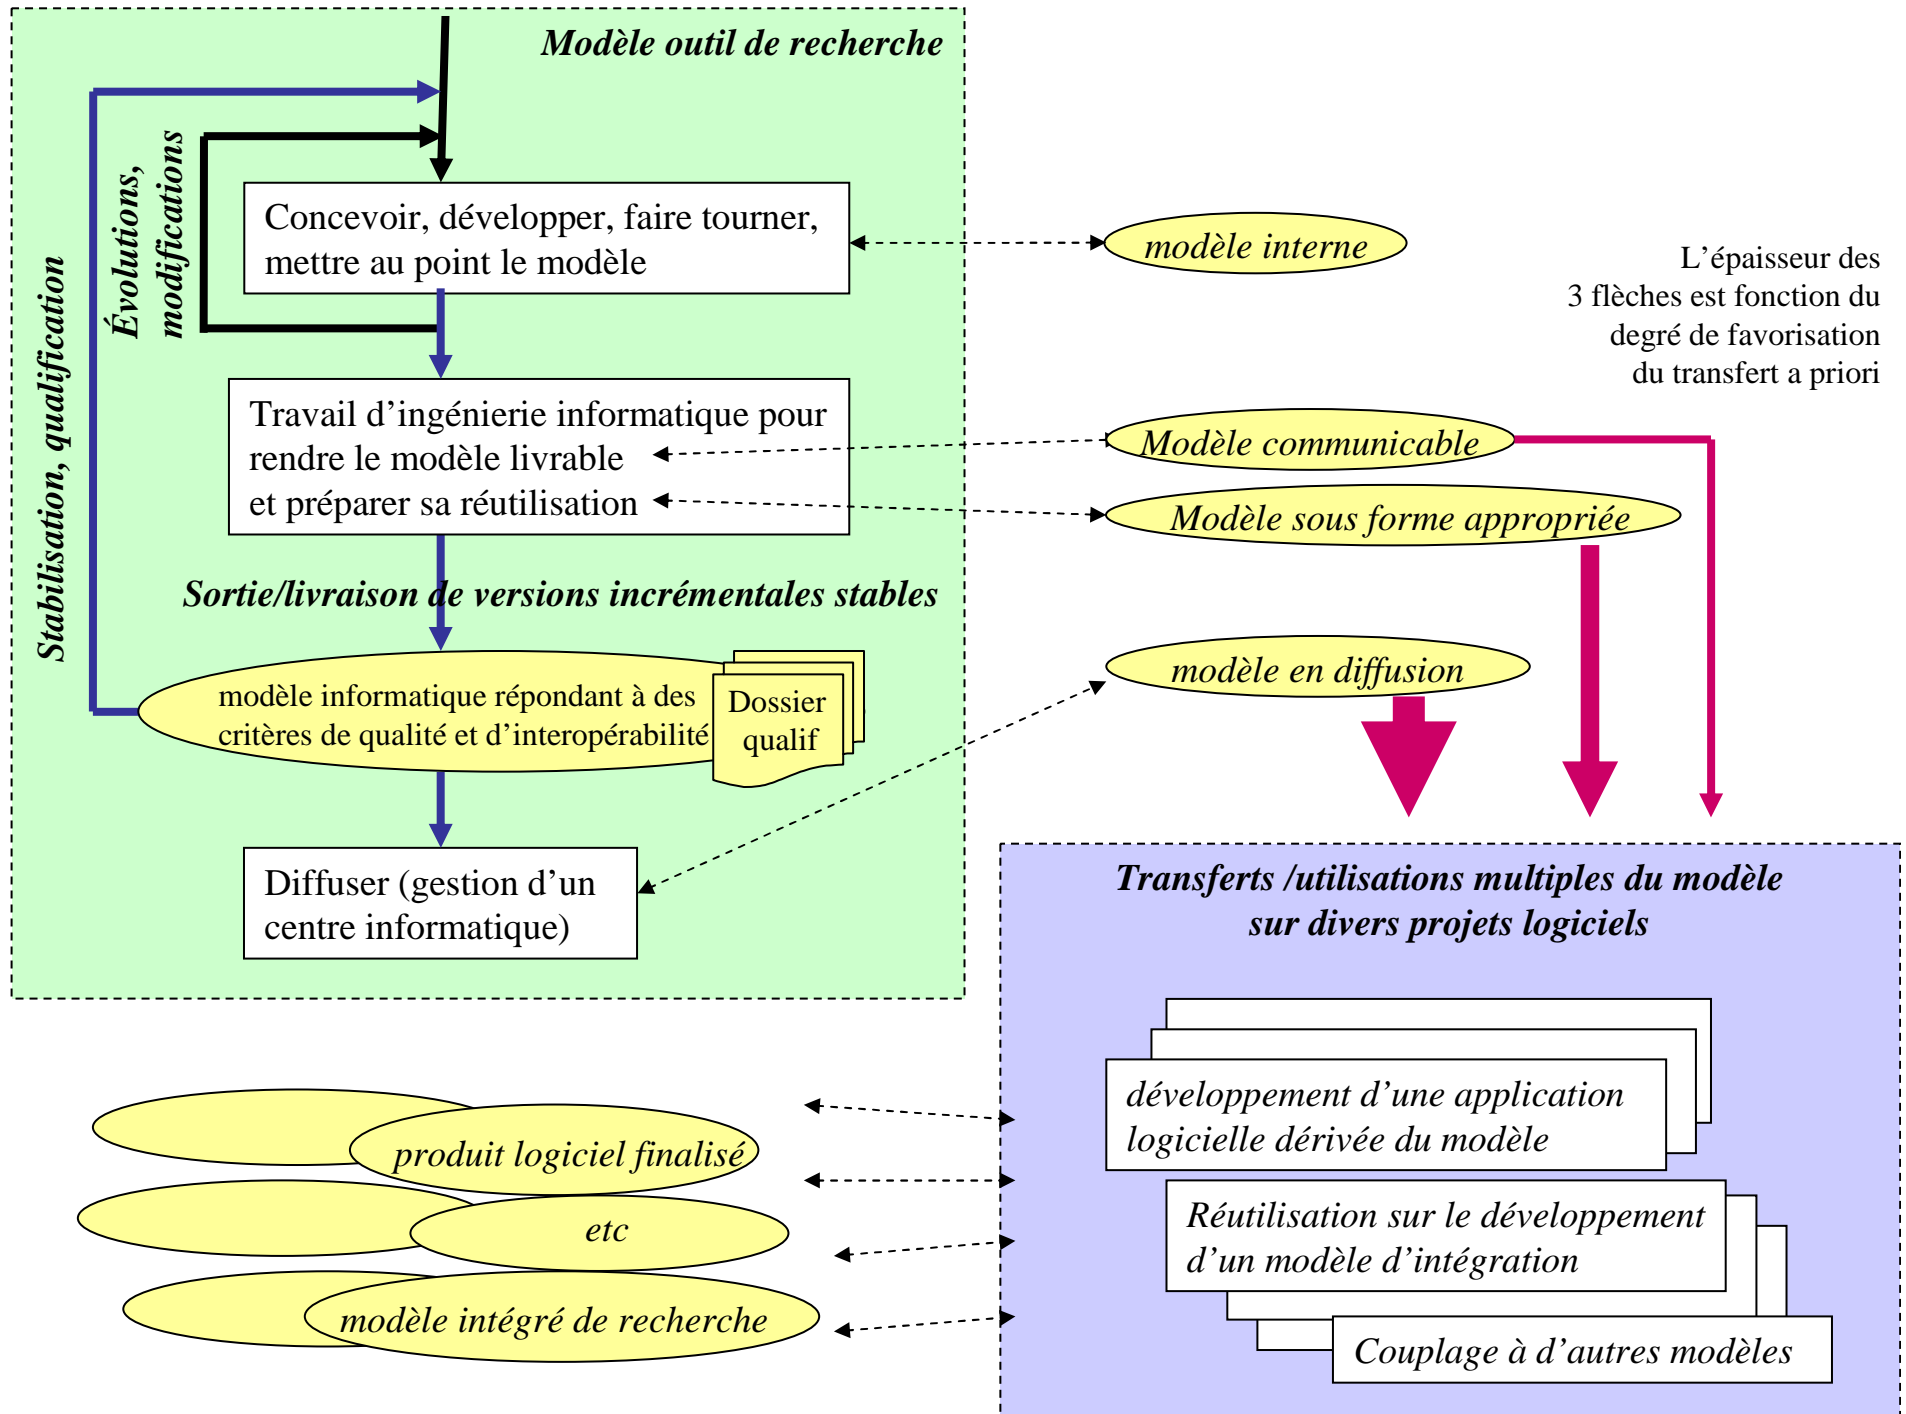 Modèle outil de recherche
Évolutions,
modifications
Stabilisation, qualification
Concevoir, développer, faire tourner,
mettre au point le modèle
modèle interne
L’épaisseur des
3 flèches est fonction du
degré de favorisation
du transfert a priori
Travail d’ingénierie informatique pour
rendre le modèle livrable
et préparer sa réutilisation
Modèle communicable
Modèle sous forme appropriée
Sortie/livraison de versions incrémentales stables
modèle informatique répondant à des
critères de qualité et d’interopérabilité
Dossier
qualif
modèle en diffusion
Diffuser (gestion d’un
centre informatique)
Transferts /utilisations multiples du modèle
sur divers projets logiciels
développement d’une application
logicielle dérivée du modèle
Réutilisation sur le développement
d’un modèle d’intégration
Couplage à d’autres modèles
produit logiciel finalisé
etc
modèle intégré de recherche